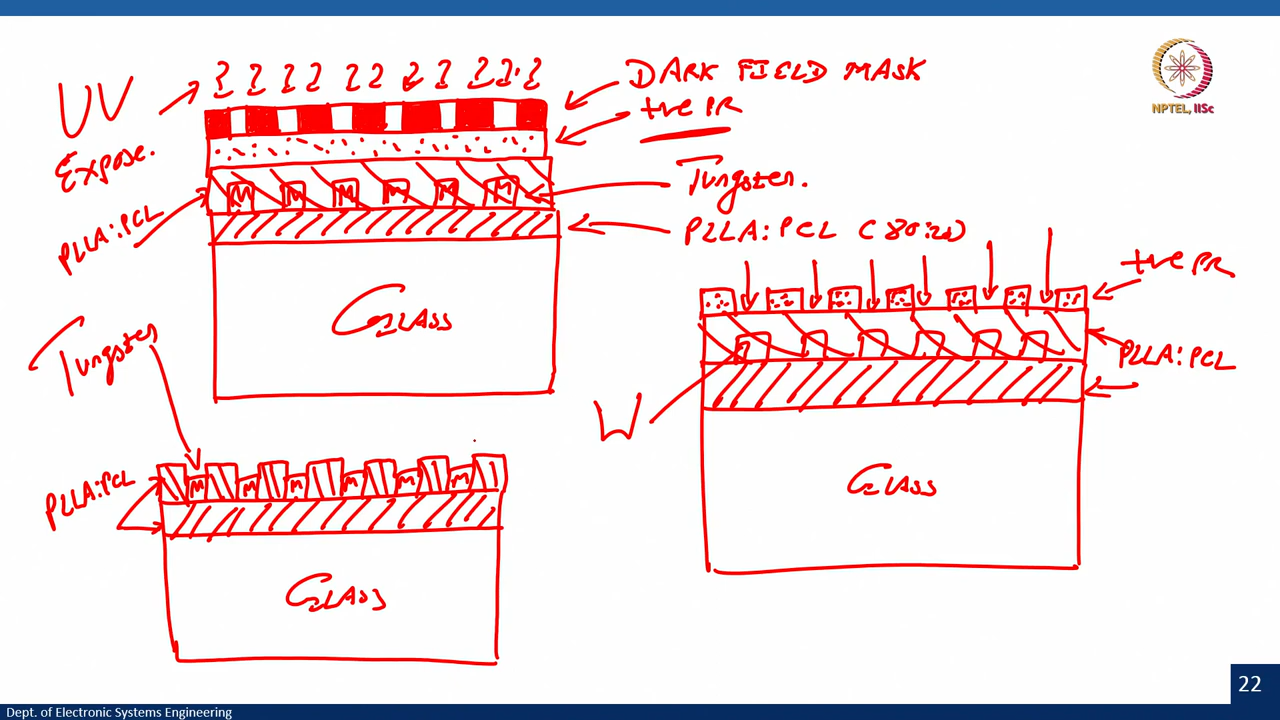 NPTEL, IISc
UV
Expose.
DARK FIELD MASK
+ve PR
Tungsten.
PLLA:PCL (80:20)
PLLA:PCL
M M M M M M
GLASS
+ve PR
PLLA:PCL
W
GLASS
Tungsten
PLLA:PCL
M M M M M M
GLASS
22
Dept. of Electronic Systems Engineering